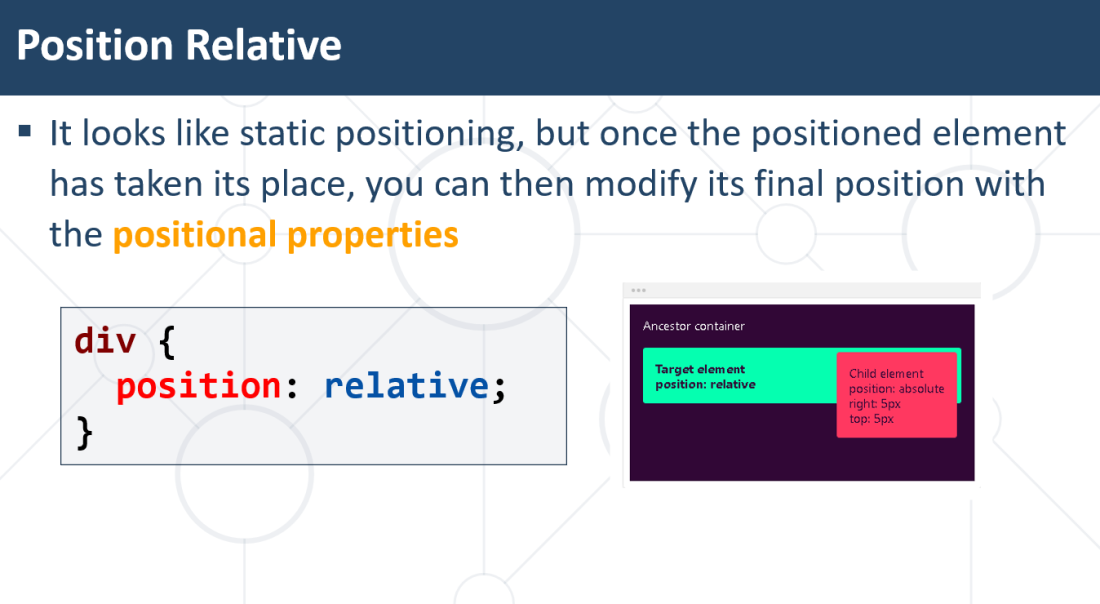 Position Relative
▪ It looks like static positioning, but once the positioned element
has taken its place, you can then modify its final position with
the positional properties
div {
  position: relative;
}
Ancestor container
Target element
position: relative
Child element
position: absolute
right: 5px
top: 5px